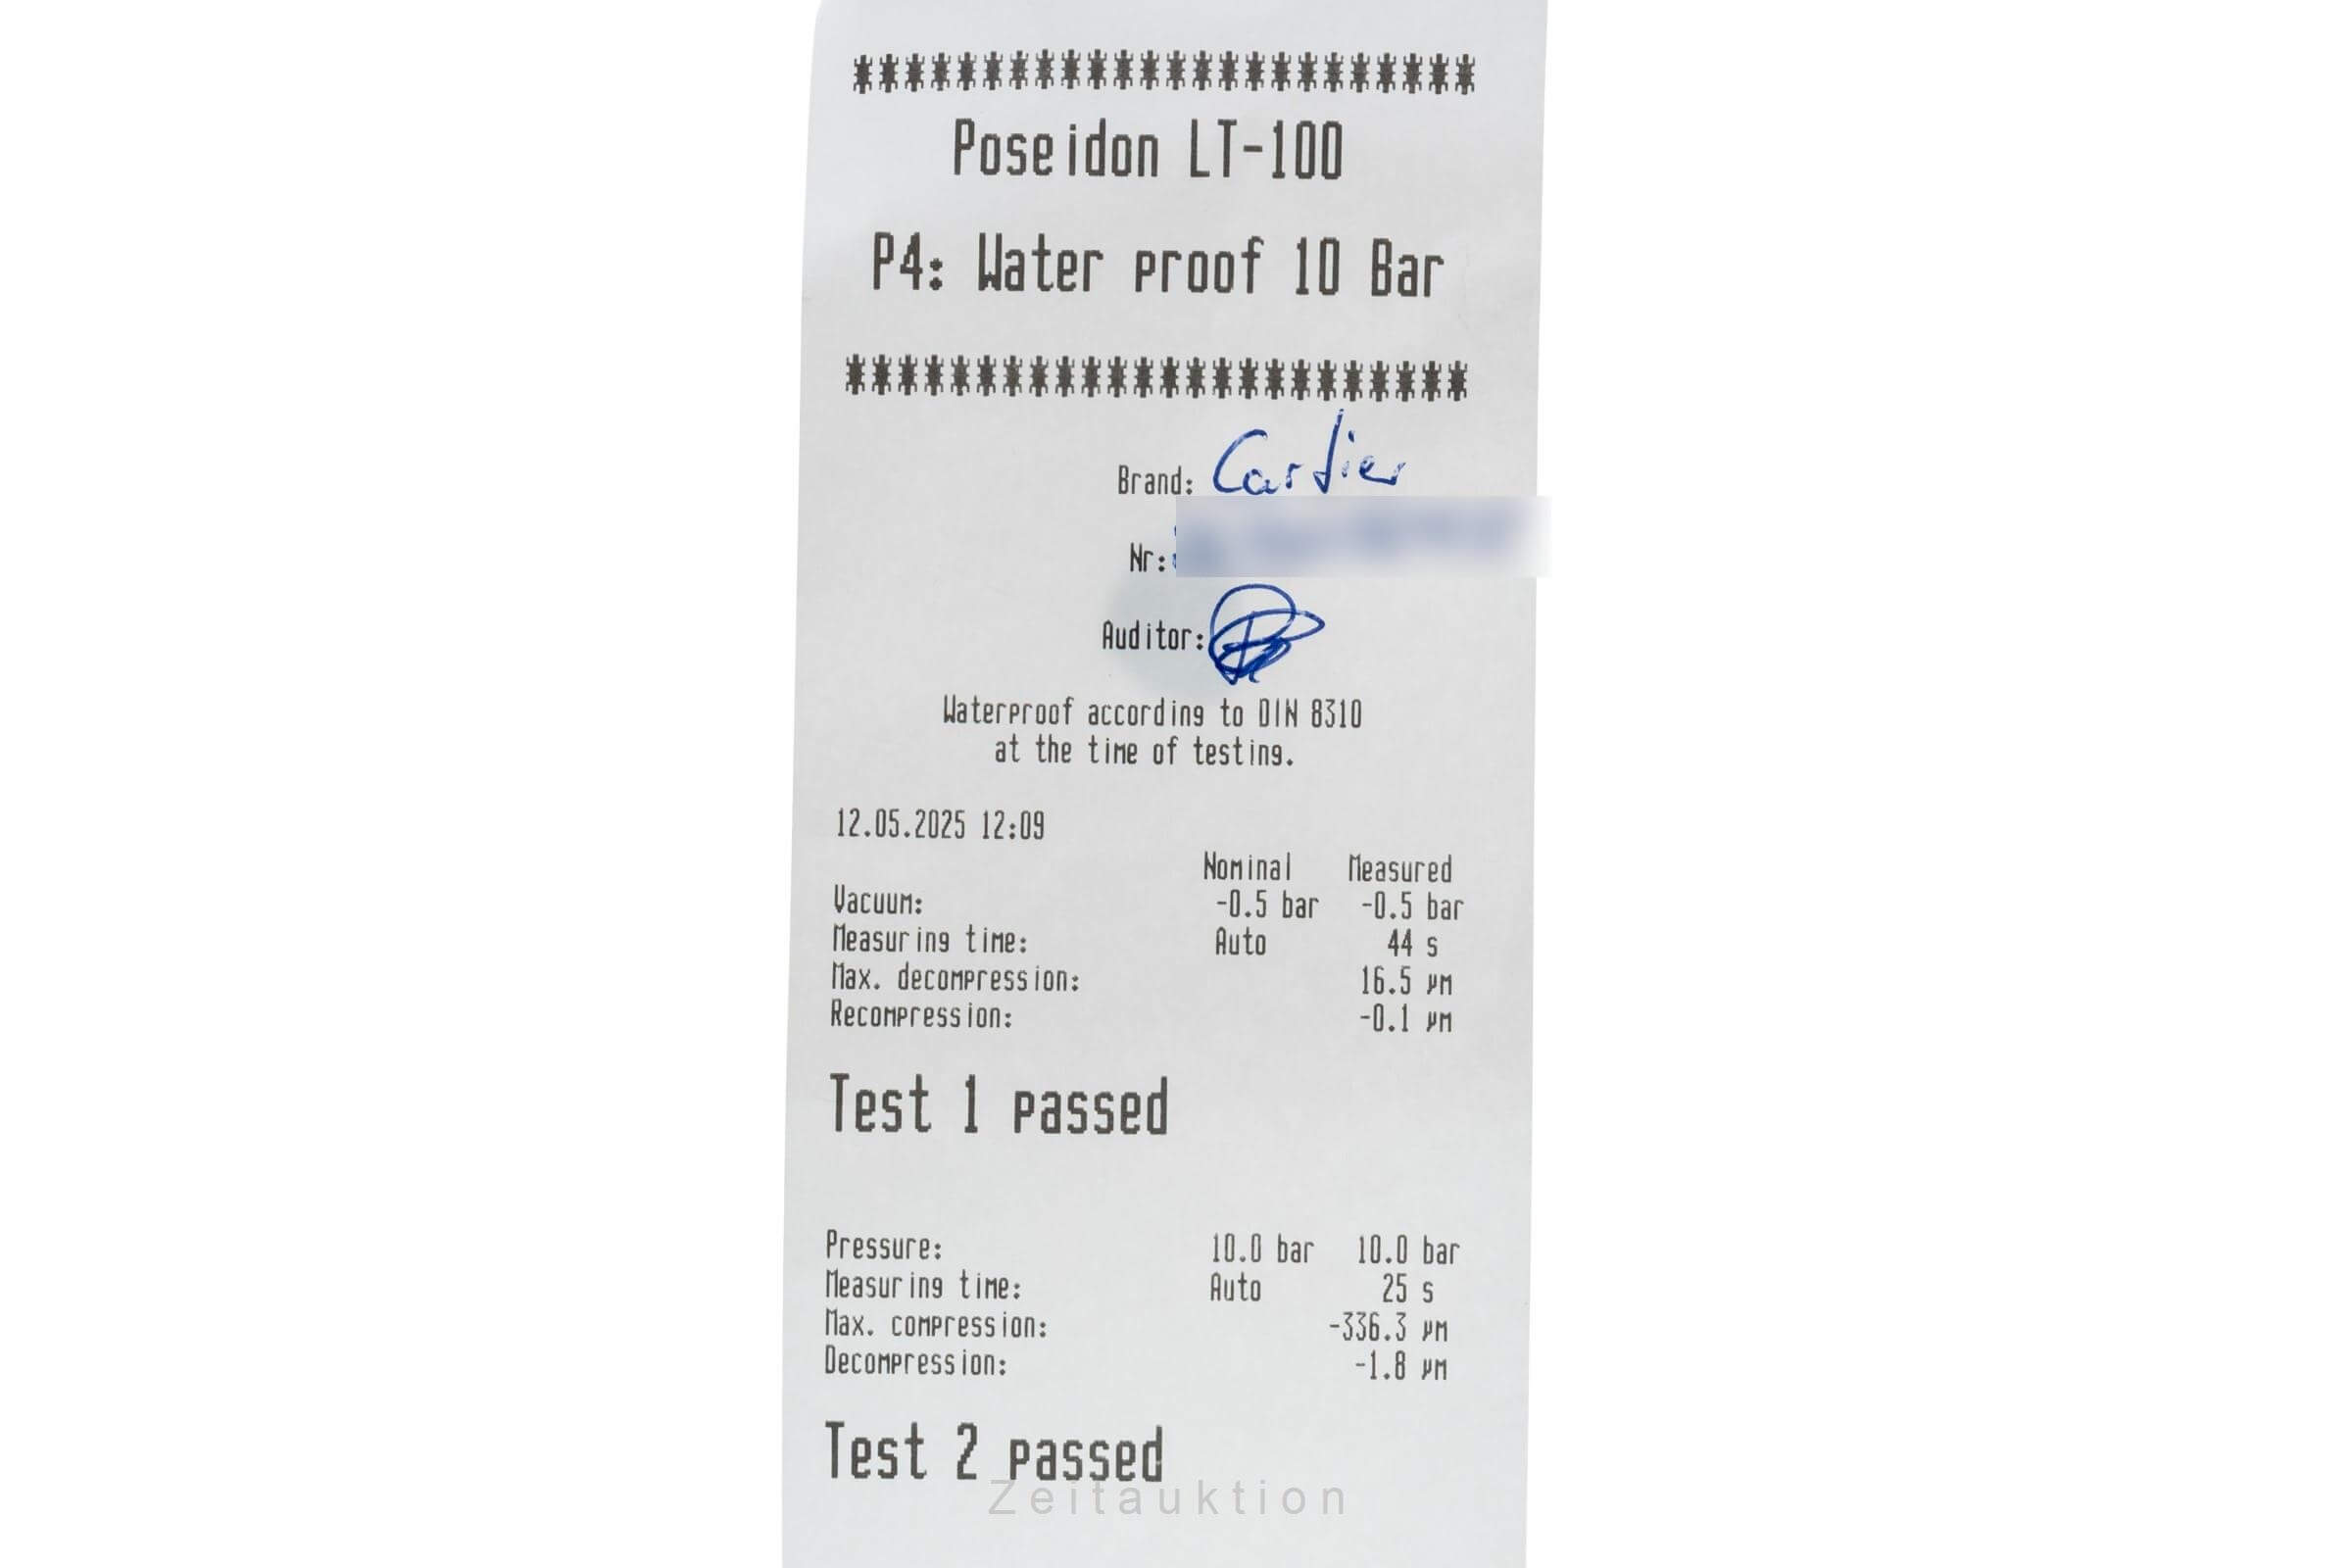 ************************
Poseidon LT-100
P4: Water proof 10 Bar
************************
Brand: Cartier
Nr:
Auditor:
Waterproof according to DIN 8310
at the time of testing.
12.05.2025 12:09
Nominal Measured
Vacuum: -0.5 bar -0.5 bar
Measuring time: Auto 44 s
Max. decompression: 16.5 µm
Recompression: -0.1 µm
Test 1 passed
Pressure: 10.0 bar 10.0 bar
Measuring time: Auto 25 s
Max. compression: -336.3 µm
Decompression: -1.8 µm
Test 2 passed
Zeitauktion